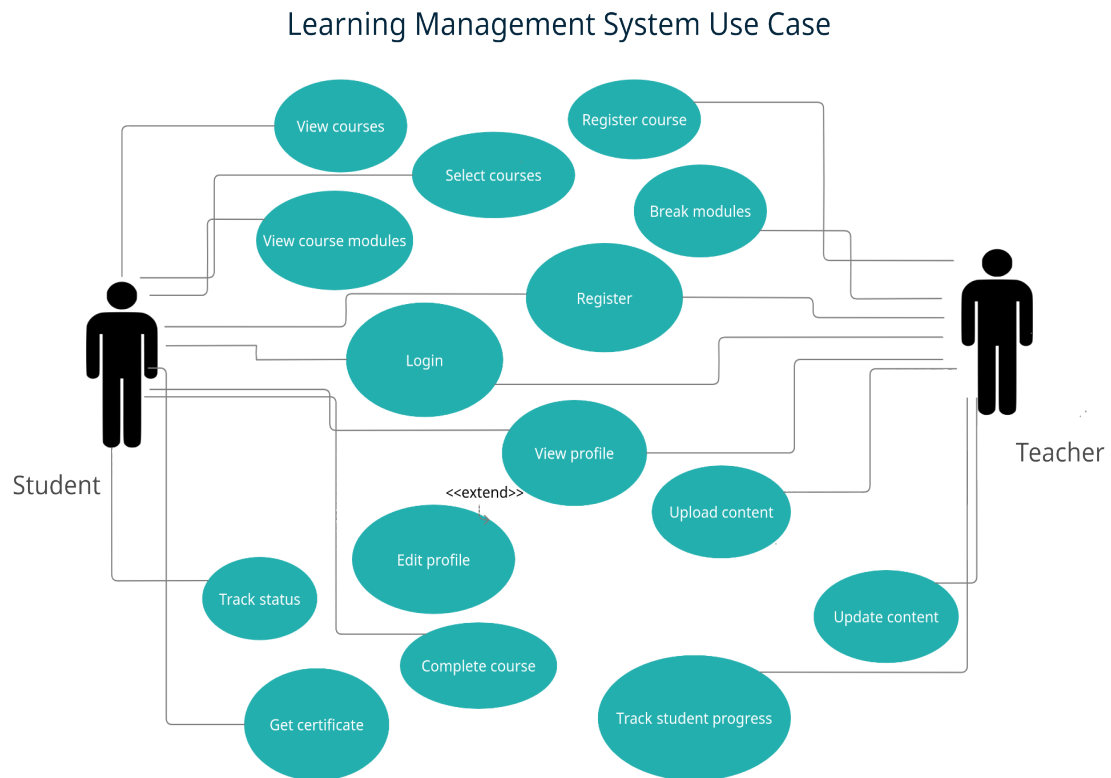 Learning Management System Use Case
View courses
Register course
Select courses
Break modules
View course modules
Register
Login
View profile
Teacher
Student
<<extend>>
Upload content
Edit profile
Track status
Update content
Complete course
Track student progress
Get certificate